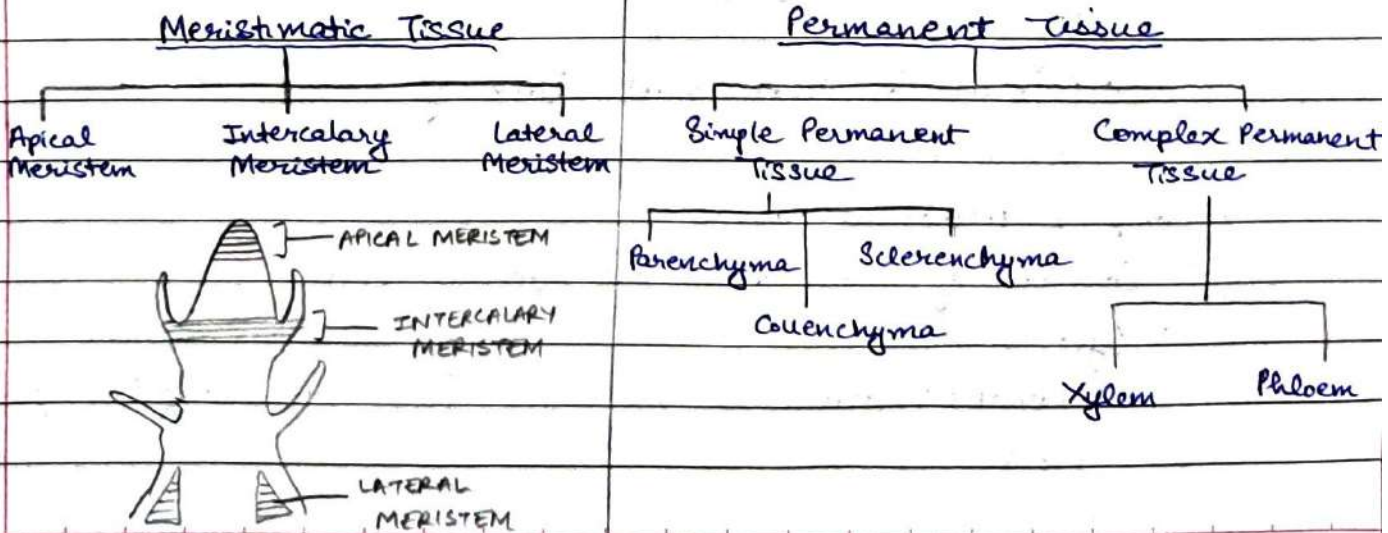 Meristmatic Tissue
Apical
Meristem
Intercalary
Meristem
Lateral
Meristem
APICAL MERISTEM
INTERCALARY
MERISTEM
LATERAL
MERISTEM
Permanent Tissue
Simple Permanent
Tissue
Complex Permanent
Tissue
Parenchyma
Sclerenchyma
Collenchyma
Xylem
Phloem